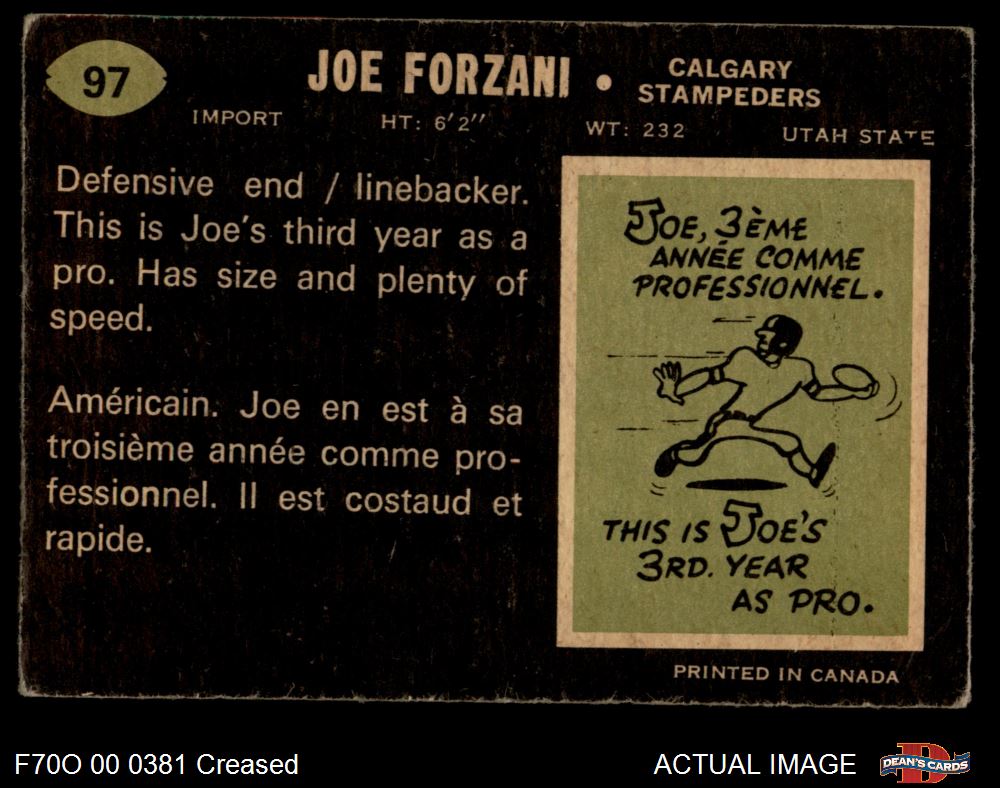 97
JOE FORZANI • CALGARY
STAMPEDERS
IMPORT HT: 6'2" WT: 232 UTAH STATE
Defensive end / linebacker.
This is Joe's third year as a
pro. Has size and plenty of
speed.
Américain. Joe en est à sa
troisième année comme pro-
fessionnel. Il est costaud et
rapide.
JOE, 3ÈME
ANNÉE COMME
PROFESSIONNEL.
THIS IS JOE'S
3RD. YEAR
AS PRO.
PRINTED IN CANADA
F70O 00 0381 Creased
ACTUAL IMAGE
D
DEAN'S CARDS